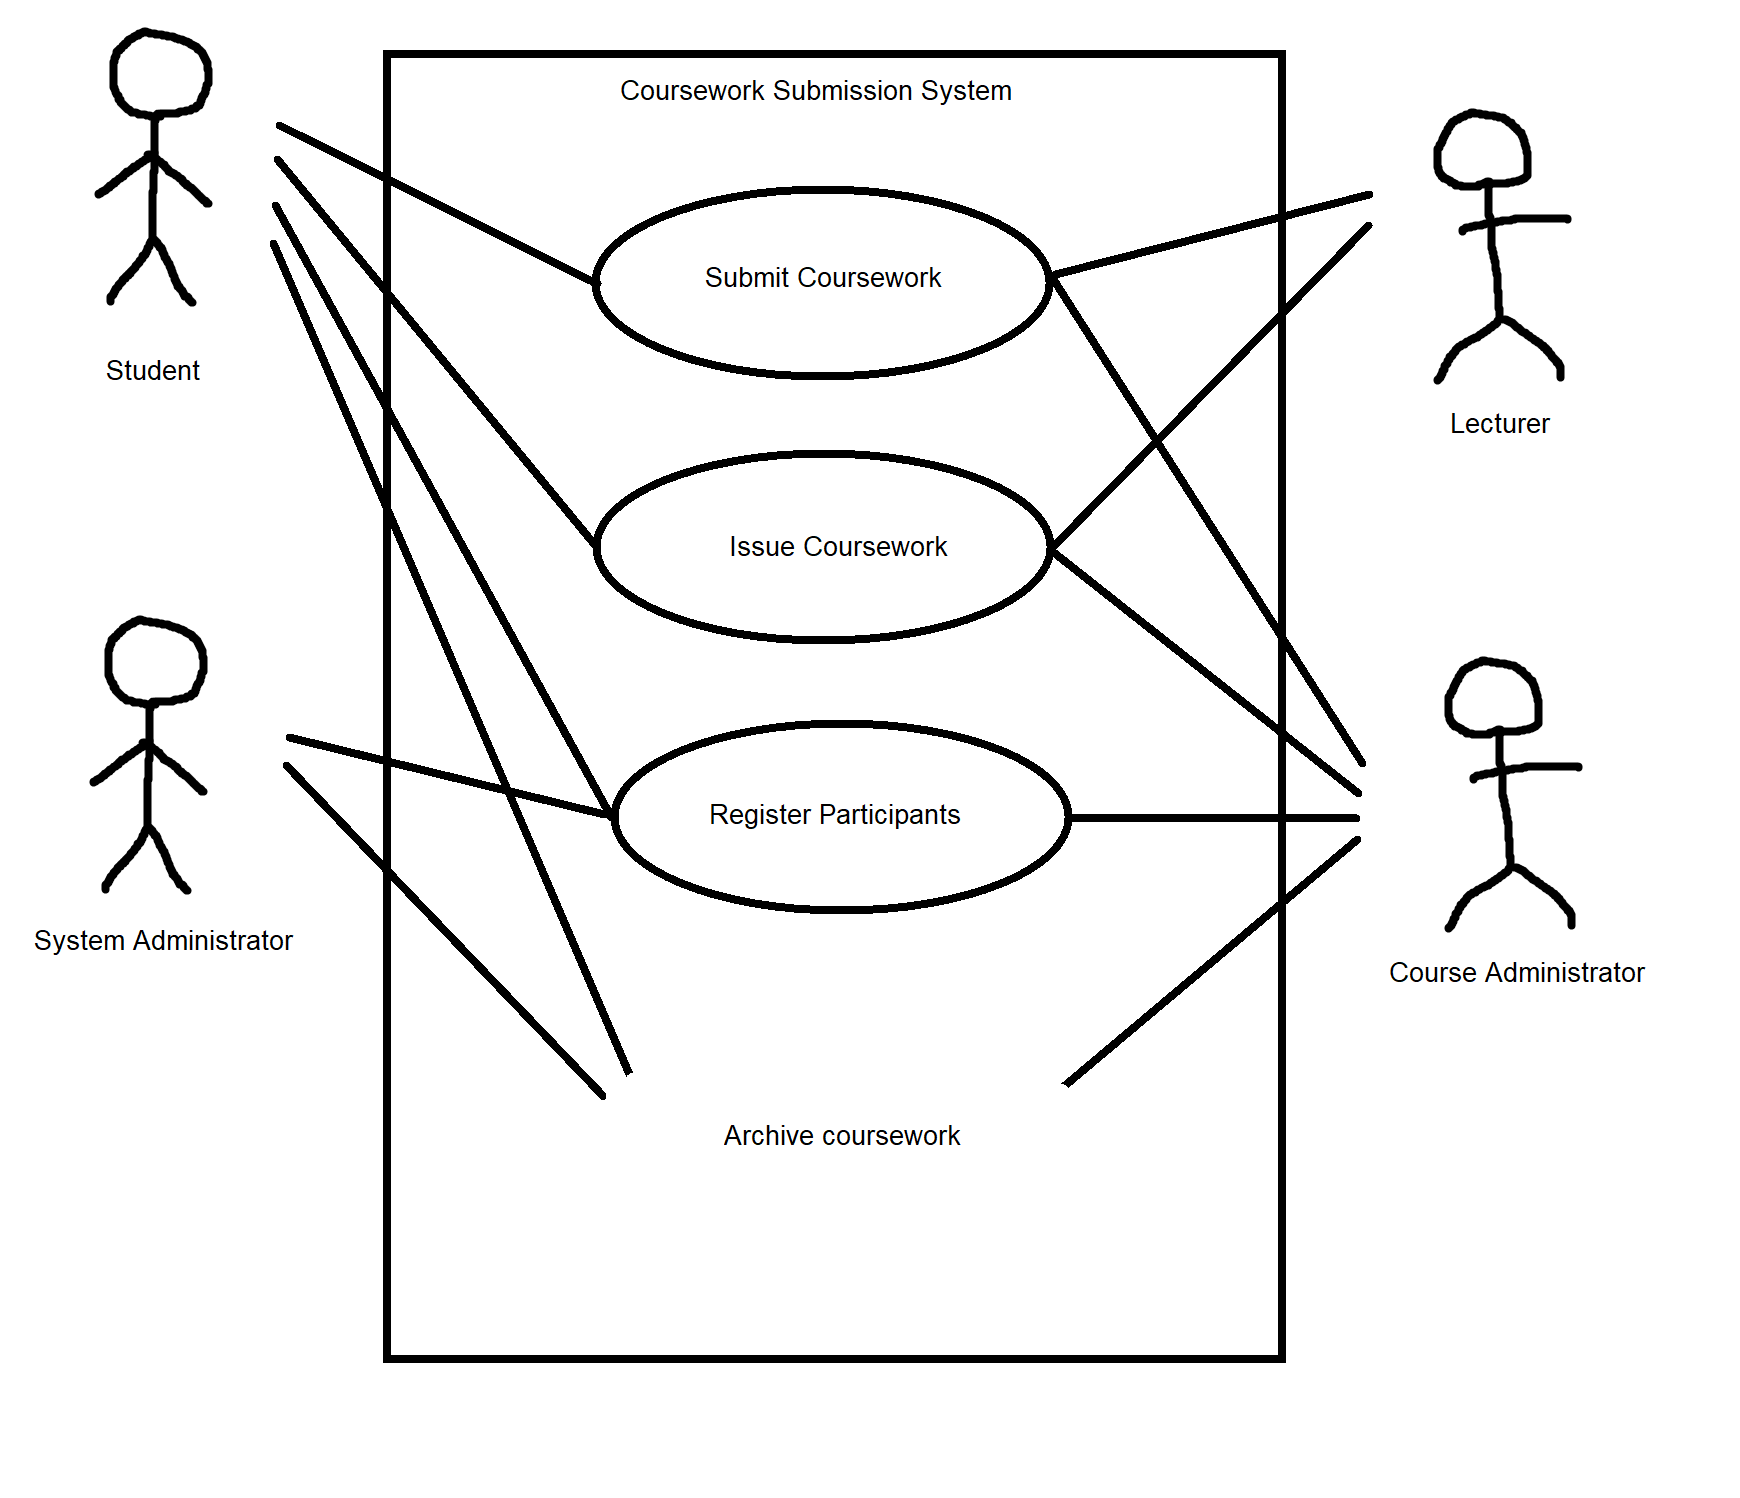 Coursework Submission System
Submit Coursework
Student
Lecturer
Issue Coursework
Register Participants
System Administrator
Course Administrator
Archive coursework